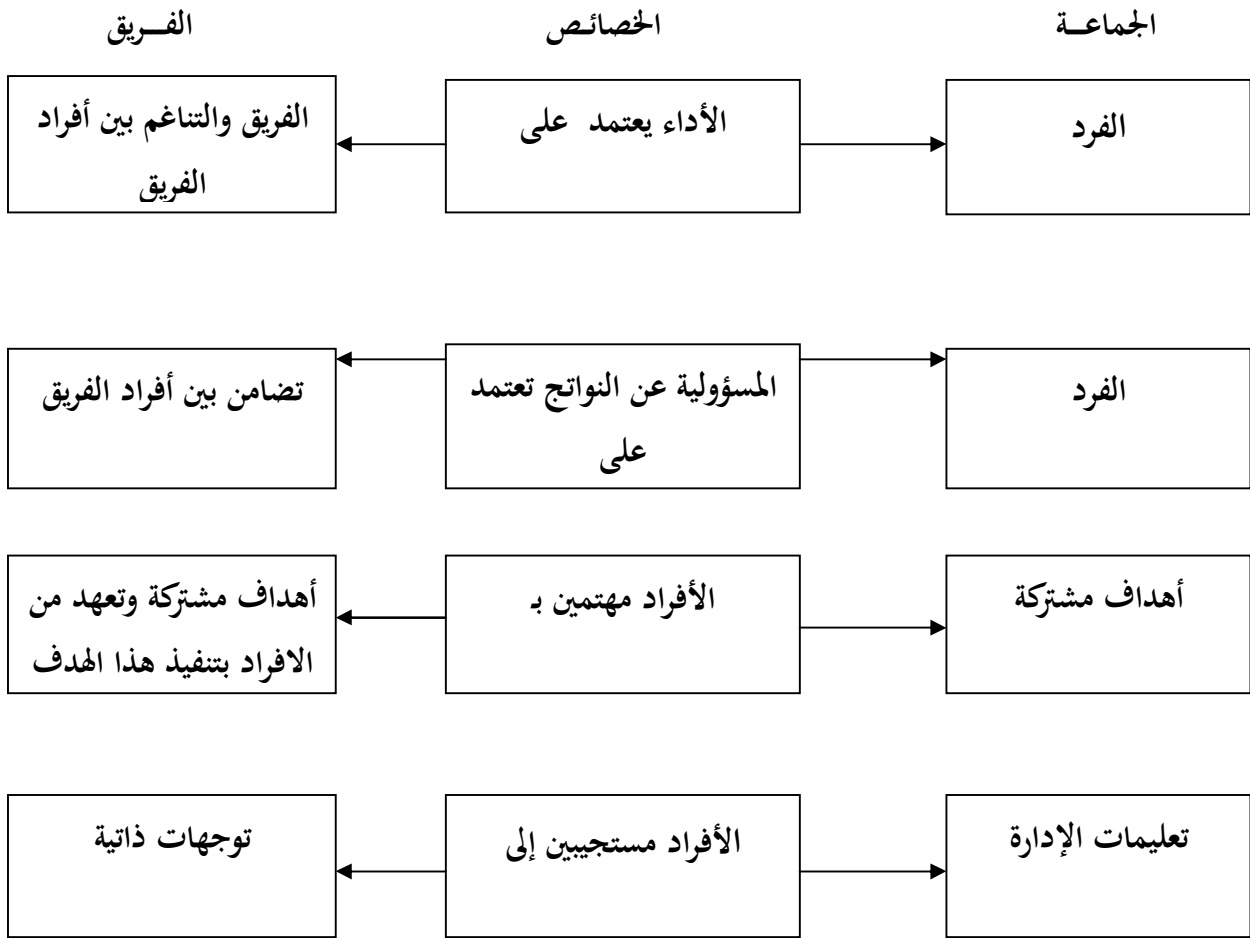 الجماعــة
الخصائـص
الفــريق
الفرد
الأداء يعتمد على
الفريق والتناغم بين أفراد
الفريق
الفرد
المسؤولية عن النواتج تعتمد
على
تضامن بين أفراد الفريق
أهداف مشتركة
الأفراد مهتمين بـ
أهداف مشتركة وتعهد من
الافراد بتنفيذ هذا الهدف
تعليمات الإدارة
الأفراد مستجيبين إلى
توجهات ذاتية